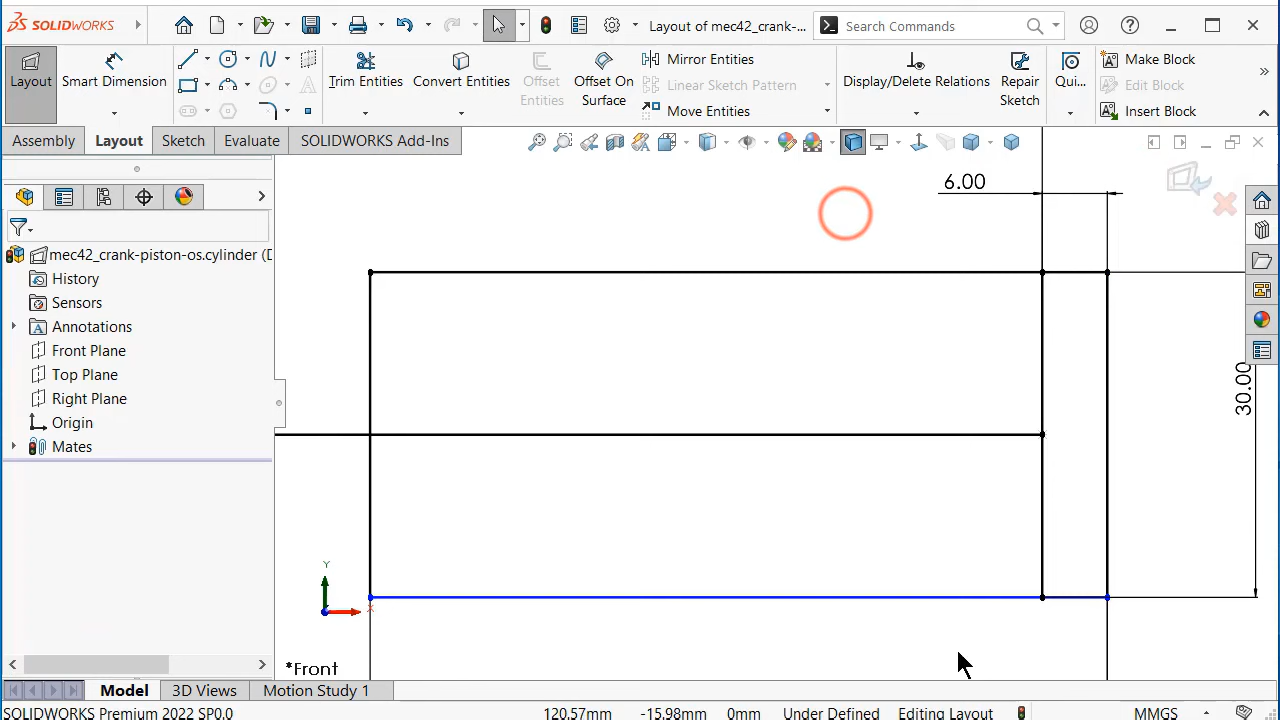 SOLIDWORKS
Layout of mec42_crank-...
Search Commands
Layout
Smart Dimension
Trim Entities
Convert Entities
Offset
Entities
Offset On
Surface
Mirror Entities
Linear Sketch Pattern
Move Entities
Display/Delete Relations
Repair
Sketch
Qui...
Make Block
Edit Block
Insert Block
Assembly
Layout
Sketch
Evaluate
SOLIDWORKS Add-Ins
6.00
mec42_crank-piston-os.cylinder (D
History
Sensors
Annotations
Front Plane
Top Plane
Right Plane
Origin
Mates
30.00
Y
X
*Front
Model
3D Views
Motion Study 1
SOLIDWORKS Premium 2022 SP0.0
120.57mm
-15.98mm
0mm
Under Defined
Editing Layout
MMGS